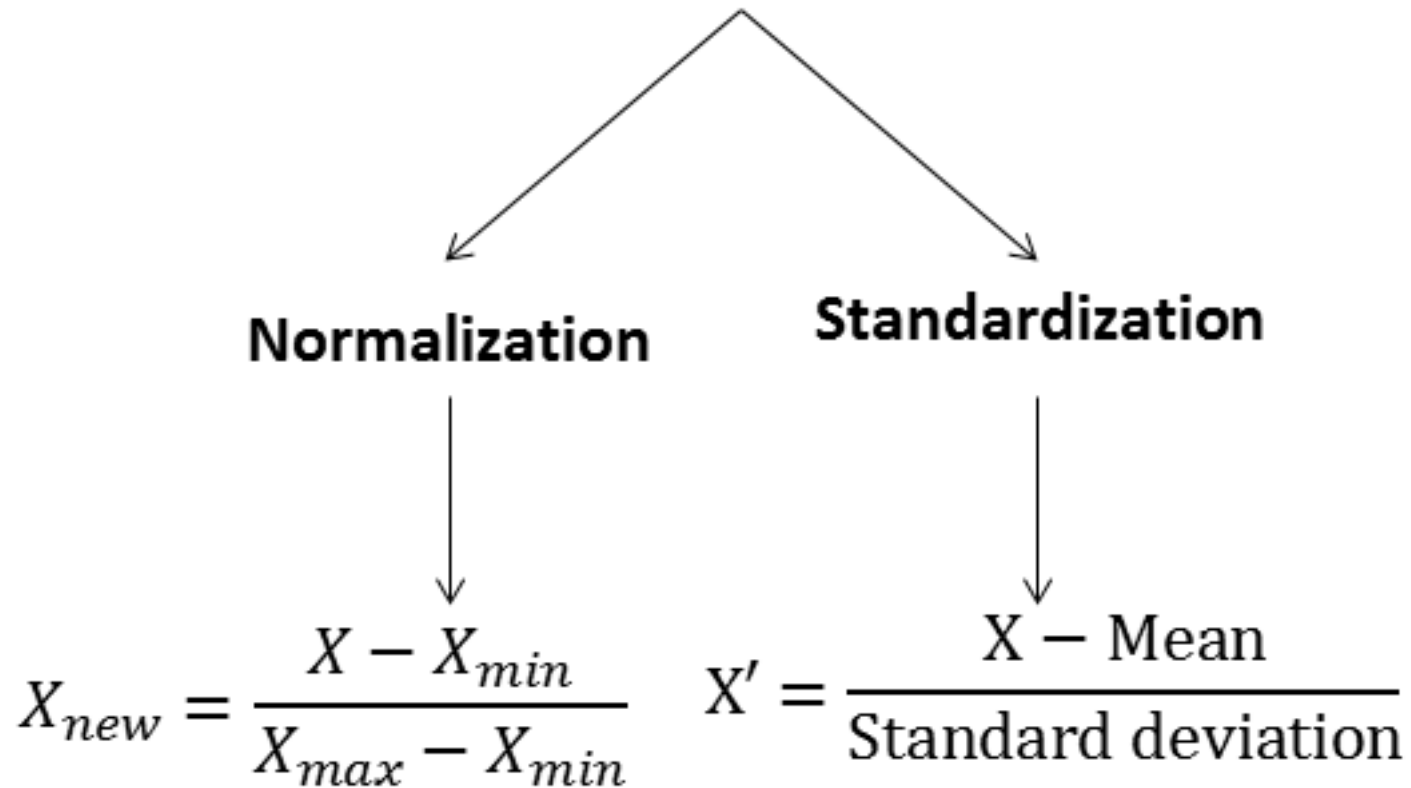 Normalization
Standardization
X_new = (X − X_min) / (X_max − X_min)
X′ = (X − Mean) / (Standard deviation)